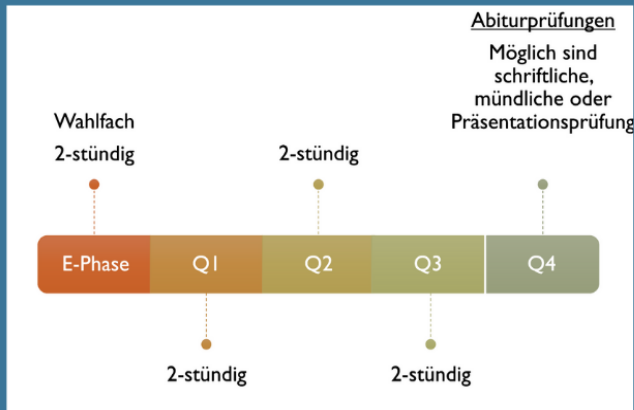 Abiturprüfungen
Möglich sind
schriftliche,
mündliche oder
Präsentationsprüfung
Wahlfach
2-stündig
2-stündig
E-Phase
Q1
Q2
Q3
Q4
2-stündig
2-stündig